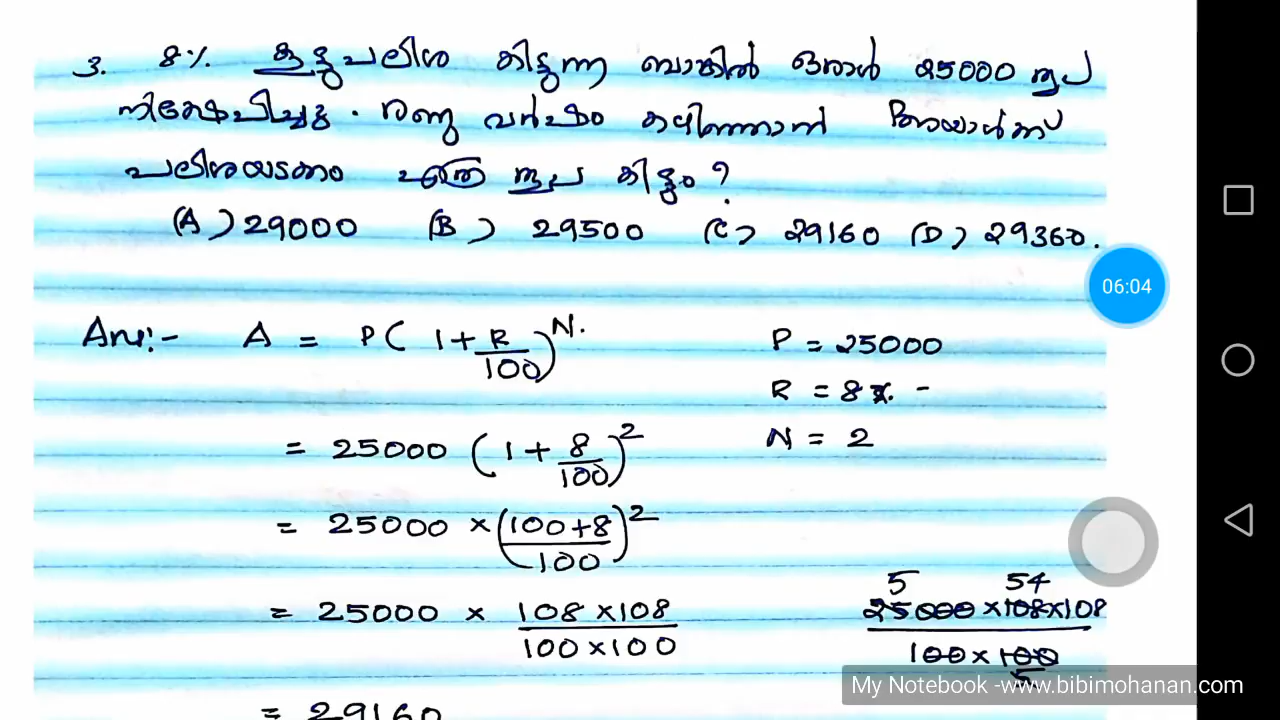 3. 8% കൂട്ടുപലിശ കിട്ടുന്ന ബാങ്കിൽ ഒരാൾ 25000 രൂപ
നിക്ഷേപിച്ചു. രണ്ടു വർഷം കഴിഞ്ഞാൽ അയാൾക്ക്
പലിശയടക്കം എത്ര രൂപ കിട്ടും?
(A) 29000 (B) 29500 (C) 29160 (D) 29360.
06:04
Ans:- A = P(1+R/100)^N. P = 25000
R = 8%. -
= 25000 (1+8/100)^2 N = 2
= 25000 × (100+8/100)^2
5 54
= 25000 × 108×108/100×100 25000×108×108/100×100
5
My Notebook -www.bibimohanan.com
= 29160